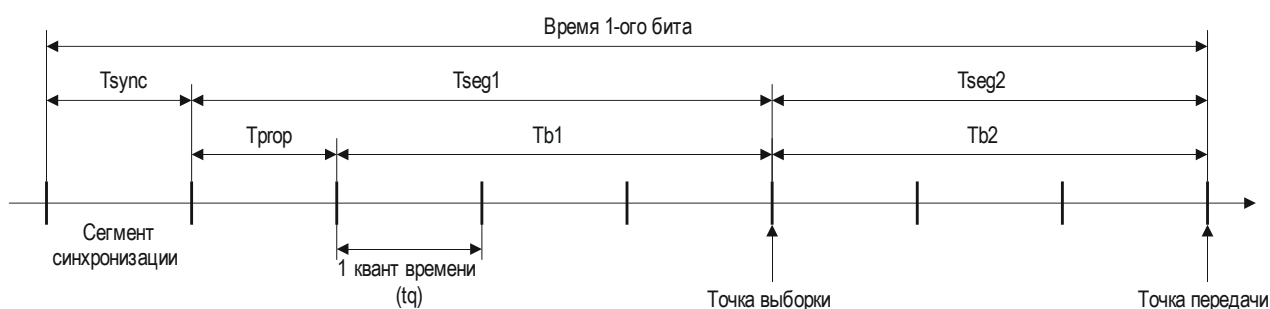 Время 1-ого бита
Tsync
Tseg1
Tseg2
Tprop
Tb1
Tb2
Сегмент
синхронизации
1 квант времени
(tq)
Точка выборки
Точка передачи